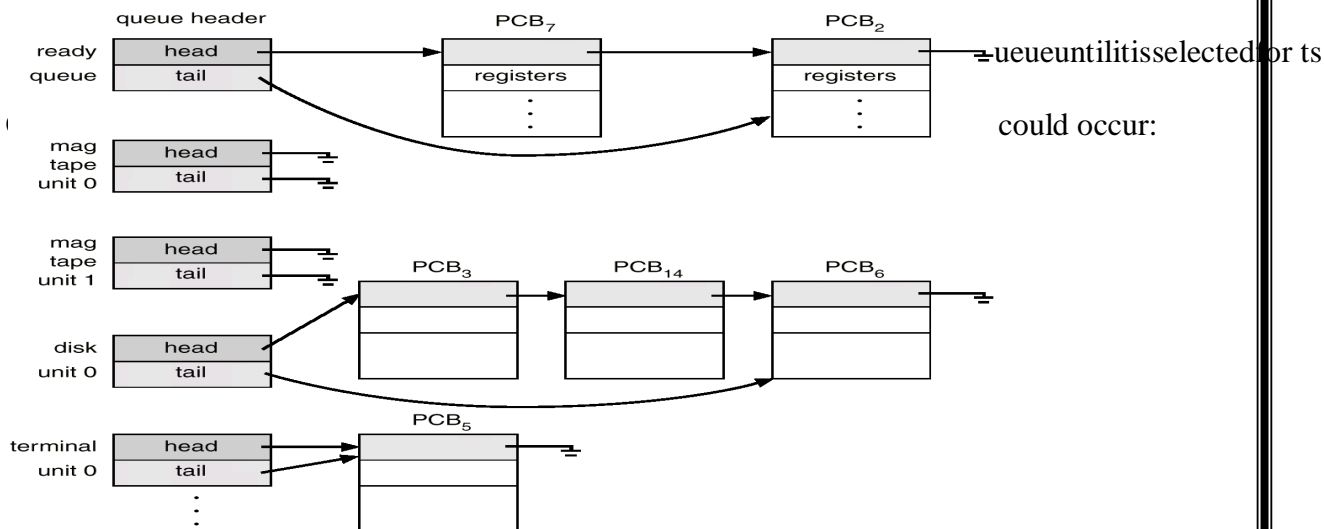 queue header
PCB7
PCB2
ready
queue
head
tail
registers
registers
ueueuntilitisselectedfor ts
could occur:
mag
tape
unit 0
head
tail
mag
tape
unit 1
head
tail
PCB3
PCB14
PCB6
disk
unit 0
head
tail
PCB5
terminal
unit 0
head
tail